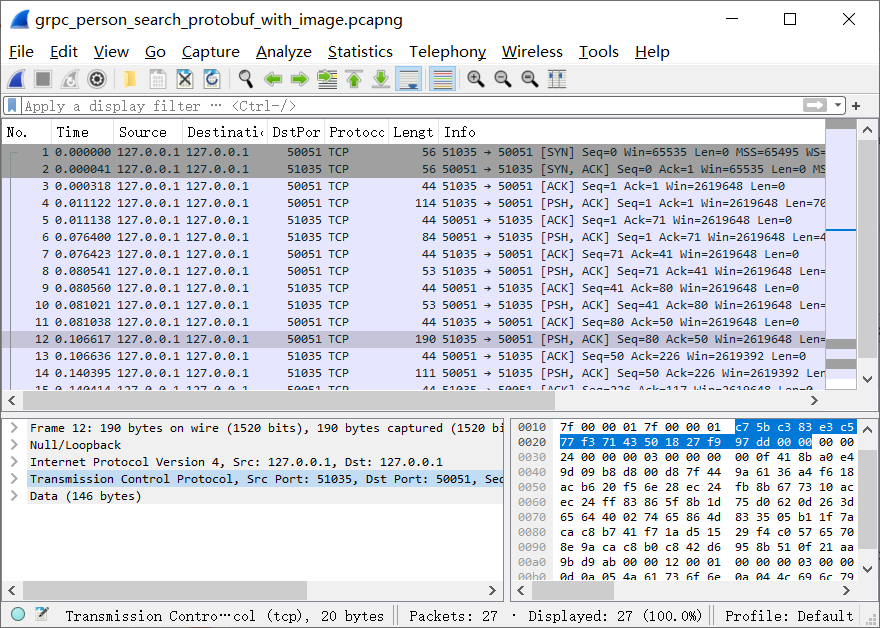 grpc_person_search_protobuf_with_image.pcapng
File Edit View Go Capture Analyze Statistics Telephony Wireless Tools Help
Apply a display filter … <Ctrl-/>
No. Time Source Destinatic DstPor Protocc Lengt Info
1 0.000000 127.0.0.1 127.0.0.1 50051 TCP 56 51035 → 50051 [SYN] Seq=0 Win=65535 Len=0 MSS=65495 WS=
2 0.000041 127.0.0.1 127.0.0.1 51035 TCP 56 50051 → 51035 [SYN, ACK] Seq=0 Ack=1 Win=65535 Len=0 MS
3 0.000318 127.0.0.1 127.0.0.1 50051 TCP 44 51035 → 50051 [ACK] Seq=1 Ack=1 Win=2619648 Len=0
4 0.011122 127.0.0.1 127.0.0.1 50051 TCP 114 51035 → 50051 [PSH, ACK] Seq=1 Ack=1 Win=2619648 Len=70
5 0.011138 127.0.0.1 127.0.0.1 51035 TCP 44 50051 → 51035 [ACK] Seq=1 Ack=71 Win=2619648 Len=0
6 0.076400 127.0.0.1 127.0.0.1 51035 TCP 84 50051 → 51035 [PSH, ACK] Seq=1 Ack=71 Win=2619648 Len=4
7 0.076423 127.0.0.1 127.0.0.1 50051 TCP 44 51035 → 50051 [ACK] Seq=71 Ack=41 Win=2619648 Len=0
8 0.080541 127.0.0.1 127.0.0.1 50051 TCP 53 51035 → 50051 [PSH, ACK] Seq=71 Ack=41 Win=2619648 Len=
9 0.080560 127.0.0.1 127.0.0.1 51035 TCP 44 50051 → 51035 [ACK] Seq=41 Ack=80 Win=2619648 Len=0
10 0.081021 127.0.0.1 127.0.0.1 51035 TCP 53 50051 → 51035 [PSH, ACK] Seq=41 Ack=80 Win=2619648 Len=
11 0.081038 127.0.0.1 127.0.0.1 50051 TCP 44 51035 → 50051 [ACK] Seq=80 Ack=50 Win=2619648 Len=0
12 0.106617 127.0.0.1 127.0.0.1 50051 TCP 190 51035 → 50051 [PSH, ACK] Seq=80 Ack=50 Win=2619648 Len=
13 0.106636 127.0.0.1 127.0.0.1 51035 TCP 44 50051 → 51035 [ACK] Seq=50 Ack=226 Win=2619392 Len=0
14 0.140395 127.0.0.1 127.0.0.1 51035 TCP 111 50051 → 51035 [PSH, ACK] Seq=50 Ack=226 Win=2619392 Len=
15 0.140414 127.0.0.1 127.0.0.1 50051 TCP 44 51035 → 50051 [ACK] Seq=226 Ack=117 Win=2619648 Len=0
Frame 12: 190 bytes on wire (1520 bits), 190 bytes captured (1520 bi
Null/Loopback
Internet Protocol Version 4, Src: 127.0.0.1, Dst: 127.0.0.1
Transmission Control Protocol, Src Port: 51035, Dst Port: 50051, Sec
Data (146 bytes)
0010 7f 00 00 01 7f 00 00 01 c7 5b c3 83 e3 c5
0020 77 f3 71 43 50 18 27 f9 97 dd 00 00 00 00
0030 24 00 00 00 03 00 00 00 00 0f 41 8b a0 e4
0040 9d 09 b8 d8 00 d8 7f 44 9a 61 36 a4 f6 18
0050 ac b6 20 f5 6e 28 ec 24 fb 8b 67 73 10 ac
0060 ec 24 ff 83 86 5f 8b 1d 75 d0 62 0d 26 3d
0070 65 64 40 02 74 65 86 4d 83 35 05 b1 1f 7a
0080 ca c8 b7 41 f7 1a d5 15 29 f4 c0 57 65 70
0090 8e 9a ca c8 b0 c8 42 d6 95 8b 51 0f 21 aa
00a0 9b d9 ab 00 00 12 00 01 00 00 00 03 00 00
00b0 0d 0a 05 4a 61 73 6f 6e 0a 04 4c 69 6c 79
Transmission Contro…col (tcp), 20 bytes Packets: 27 · Displayed: 27 (100.0%) Profile: Default